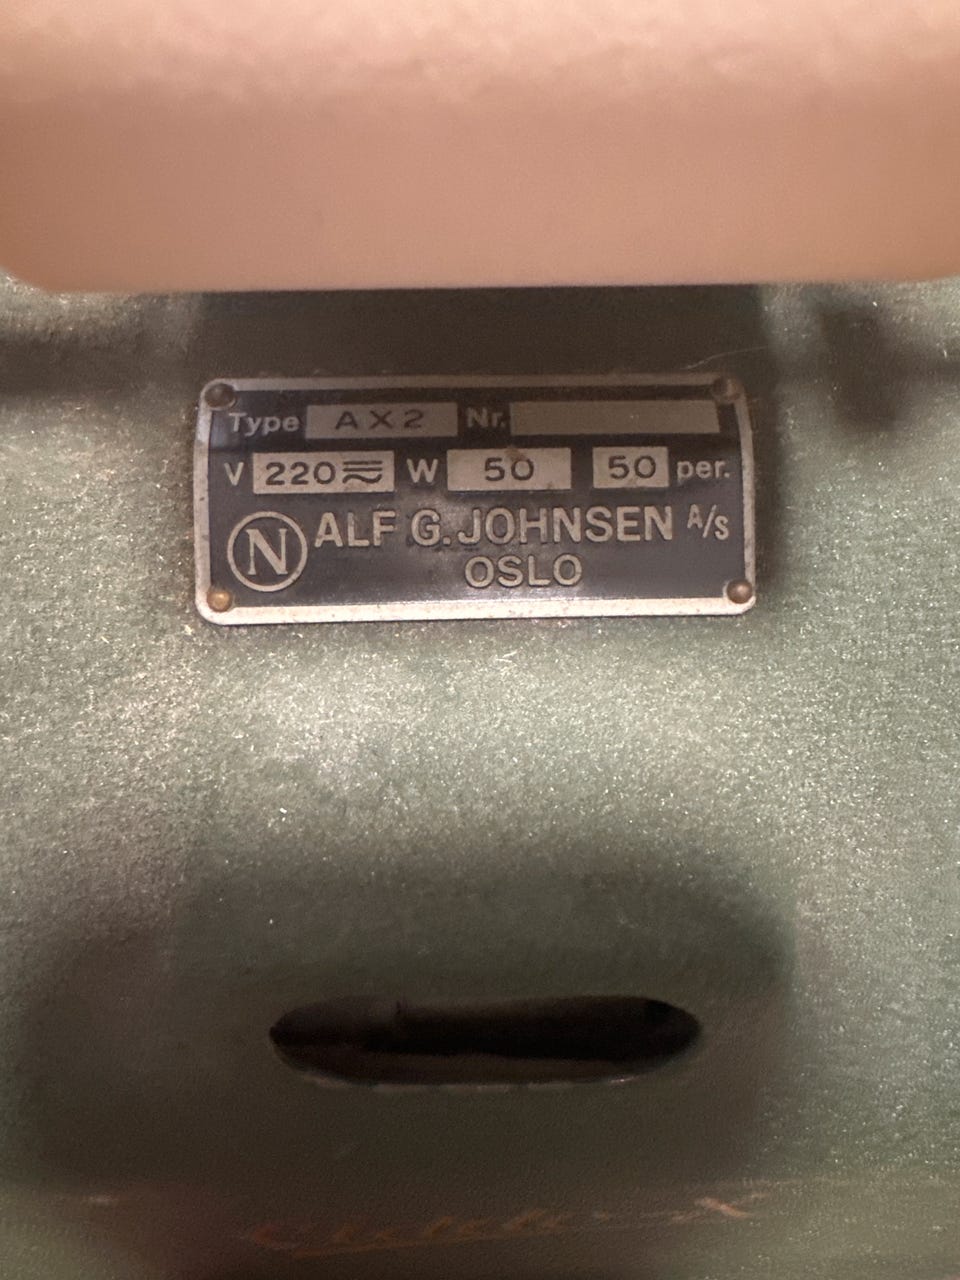 Type AX2 Nr.
V 220 W 50 50 per.
N ALF G. JOHNSEN A/S
OSLO